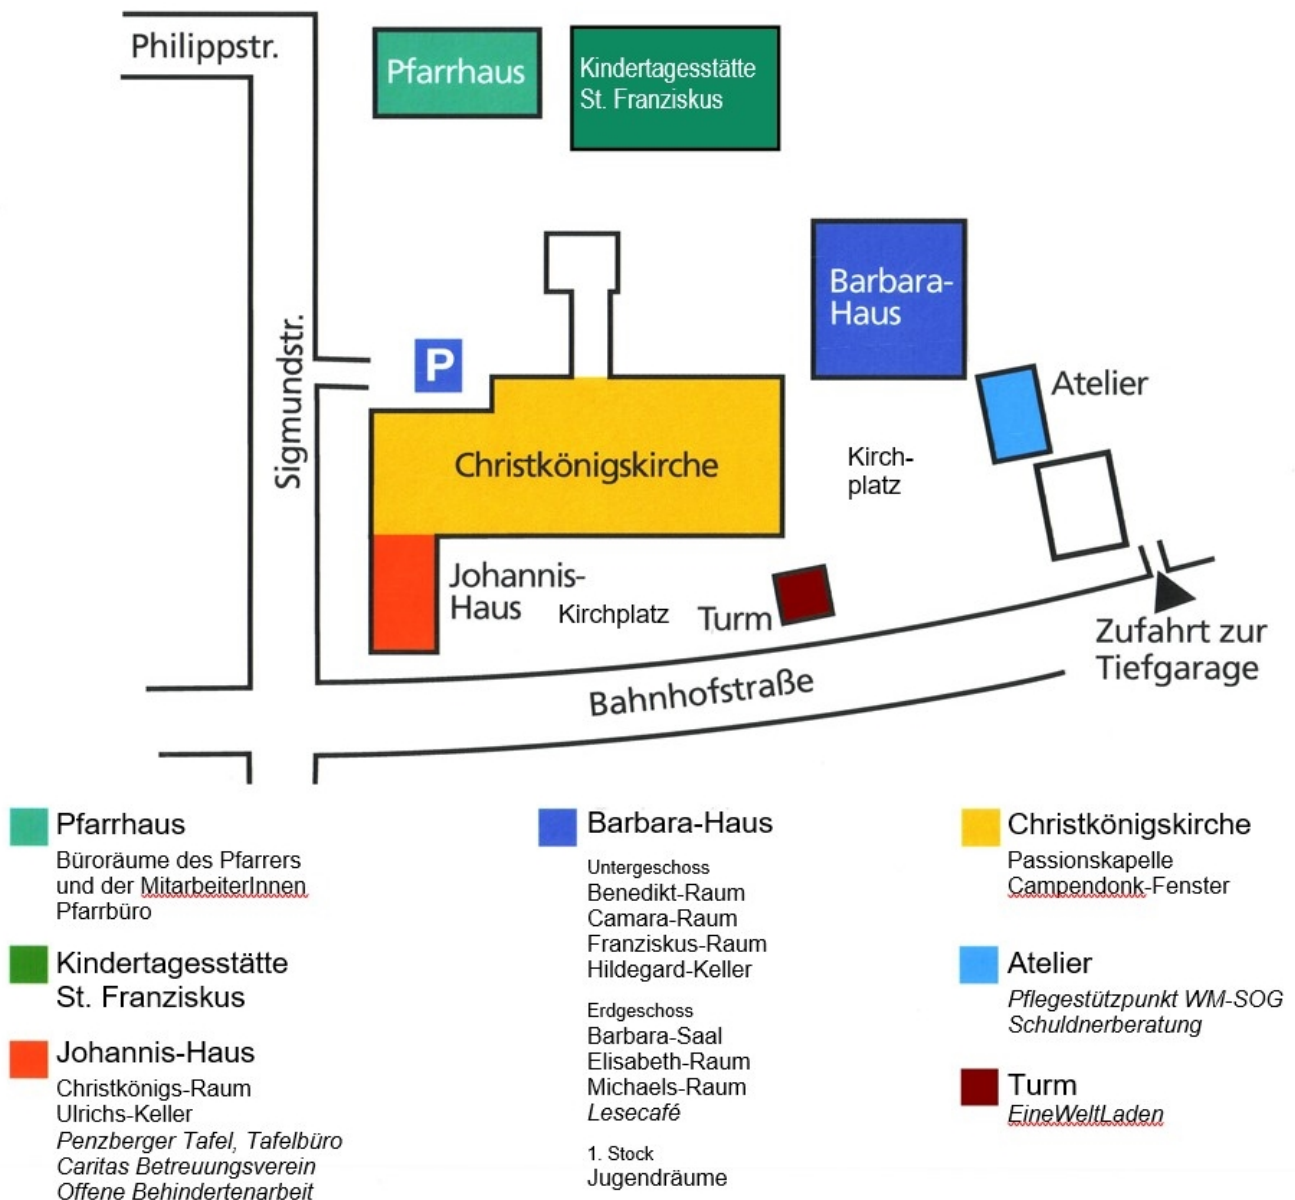 Philippstr.
Pfarrhaus
Kindertagesstätte
St. Franziskus
Barbara-
Haus
Sigmundstr.
P
Atelier
Christkönigskirche
Kirch-
platz
Johannis-
Haus
Kirchplatz
Turm
Zufahrt zur
Tiefgarage
Bahnhofstraße
Pfarrhaus
Büroräume des Pfarrers
und der MitarbeiterInnen
Pfarrbüro
Kindertagesstätte
St. Franziskus
Johannis-Haus
Christkönigs-Raum
Ulrichs-Keller
Penzberger Tafel, Tafelbüro
Caritas Betreuungsverein
Offene Behindertenarbeit
Barbara-Haus
Untergeschoss
Benedikt-Raum
Camara-Raum
Franziskus-Raum
Hildegard-Keller
Erdgeschoss
Barbara-Saal
Elisabeth-Raum
Michaels-Raum
Lesecafé
1. Stock
Jugendräume
Christkönigskirche
Passionskapelle
Campendonk-Fenster
Atelier
Pflegestützpunkt WM-SOG
Schuldnerberatung
Turm
EineWeltLaden